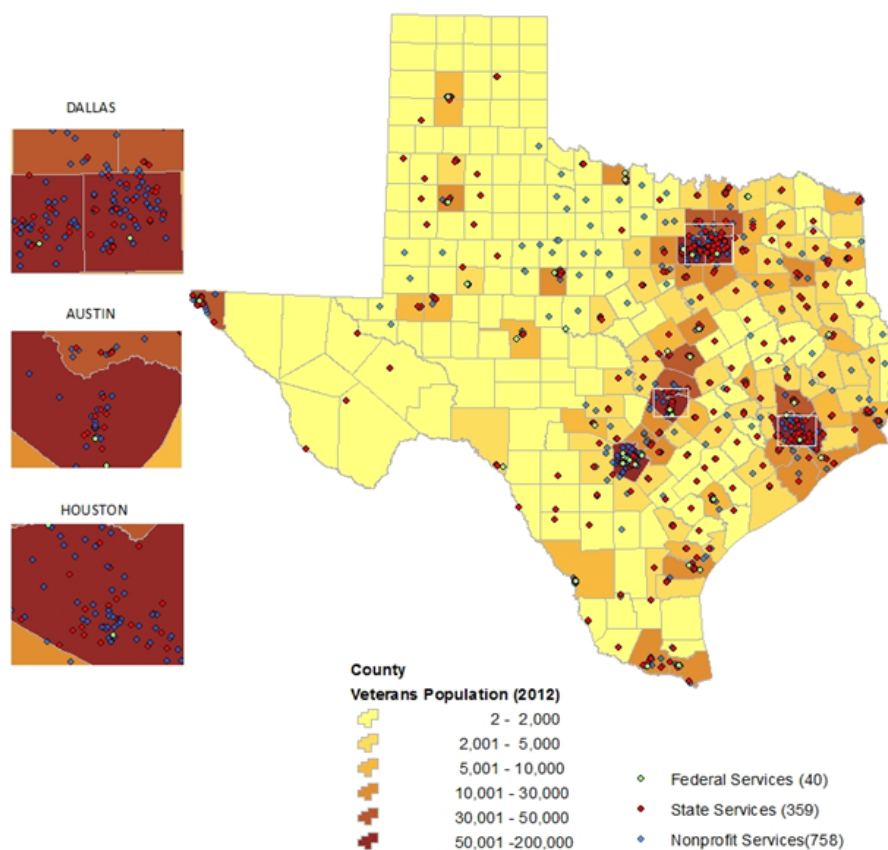 DALLAS
AUSTIN
HOUSTON
County
Veterans Population (2012)
2 - 2,000
2,001 - 5,000
5,001 - 10,000
10,001 - 30,000
30,001 - 50,000
50,001 -200,000
Federal Services (40)
State Services (359)
Nonprofit Services(758)